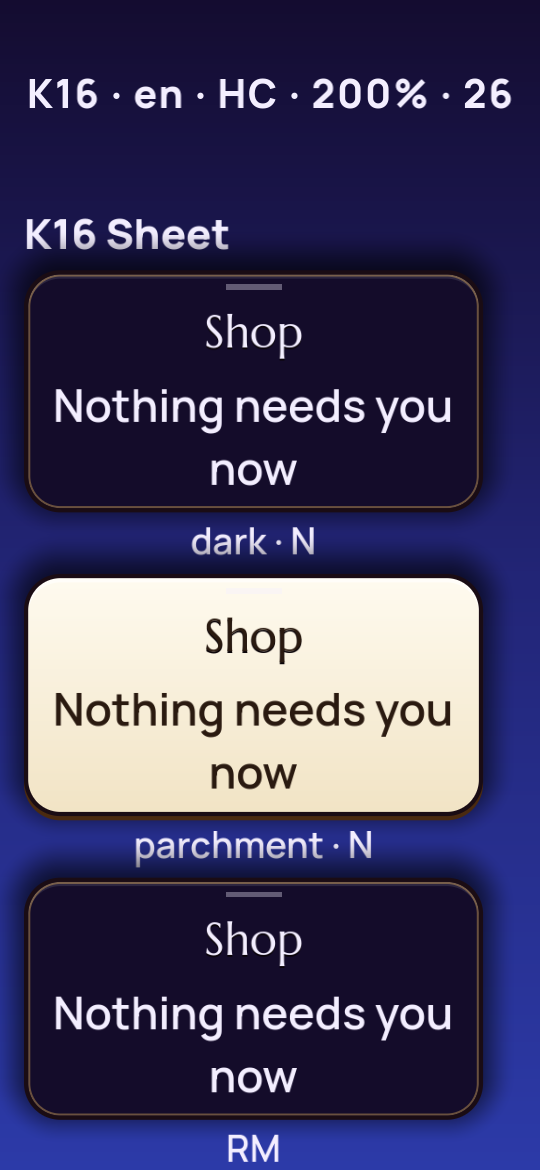 K16 · en · HC · 200% · 26
K16 Sheet
Shop
Nothing needs you
now
dark · N
Shop
Nothing needs you
now
parchment · N
Shop
Nothing needs you
now
RM